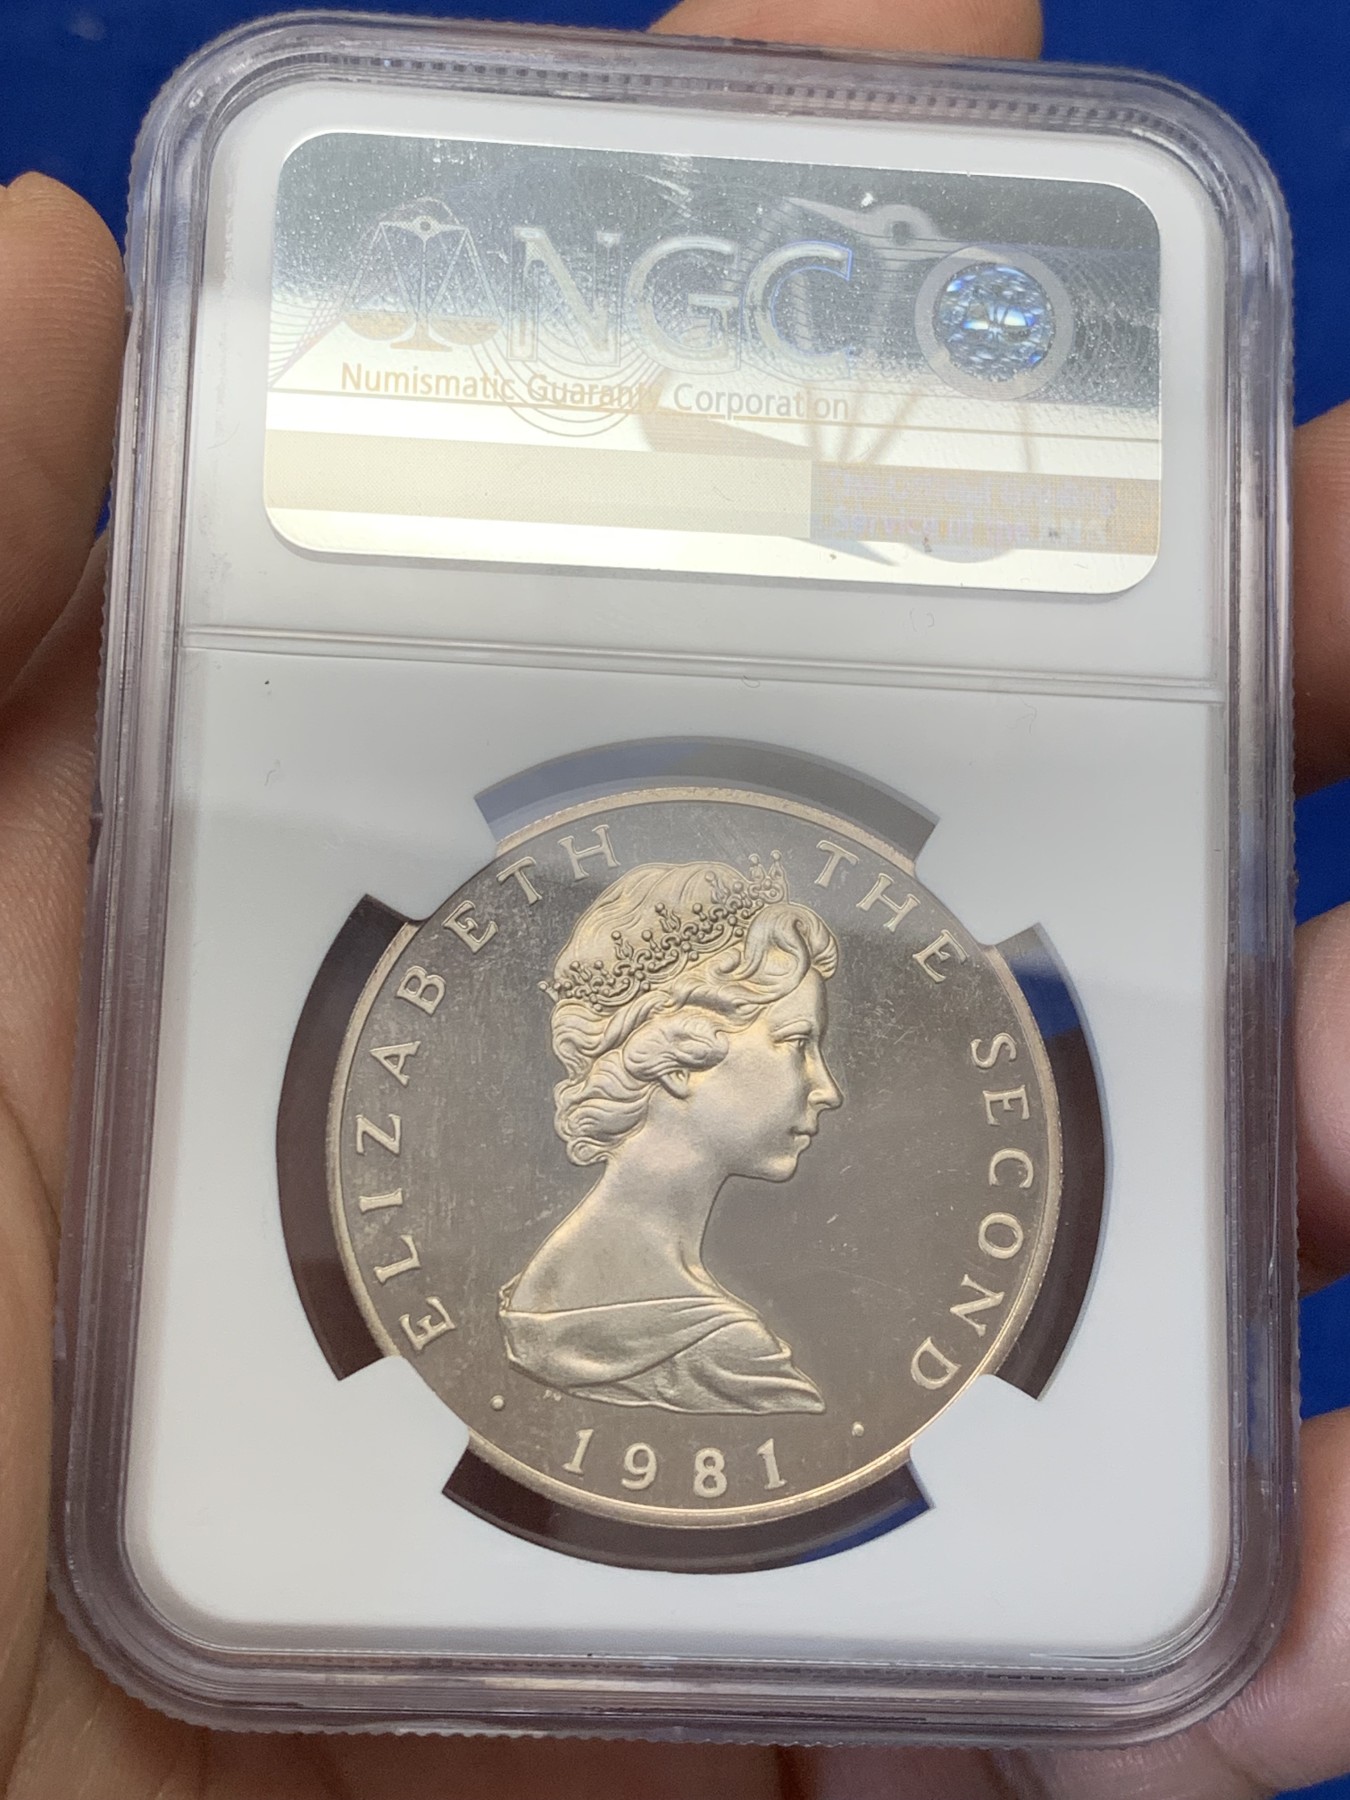 NGC
Numismatic Guaranty Corporation
ELIZABETH THE SECOND
1981